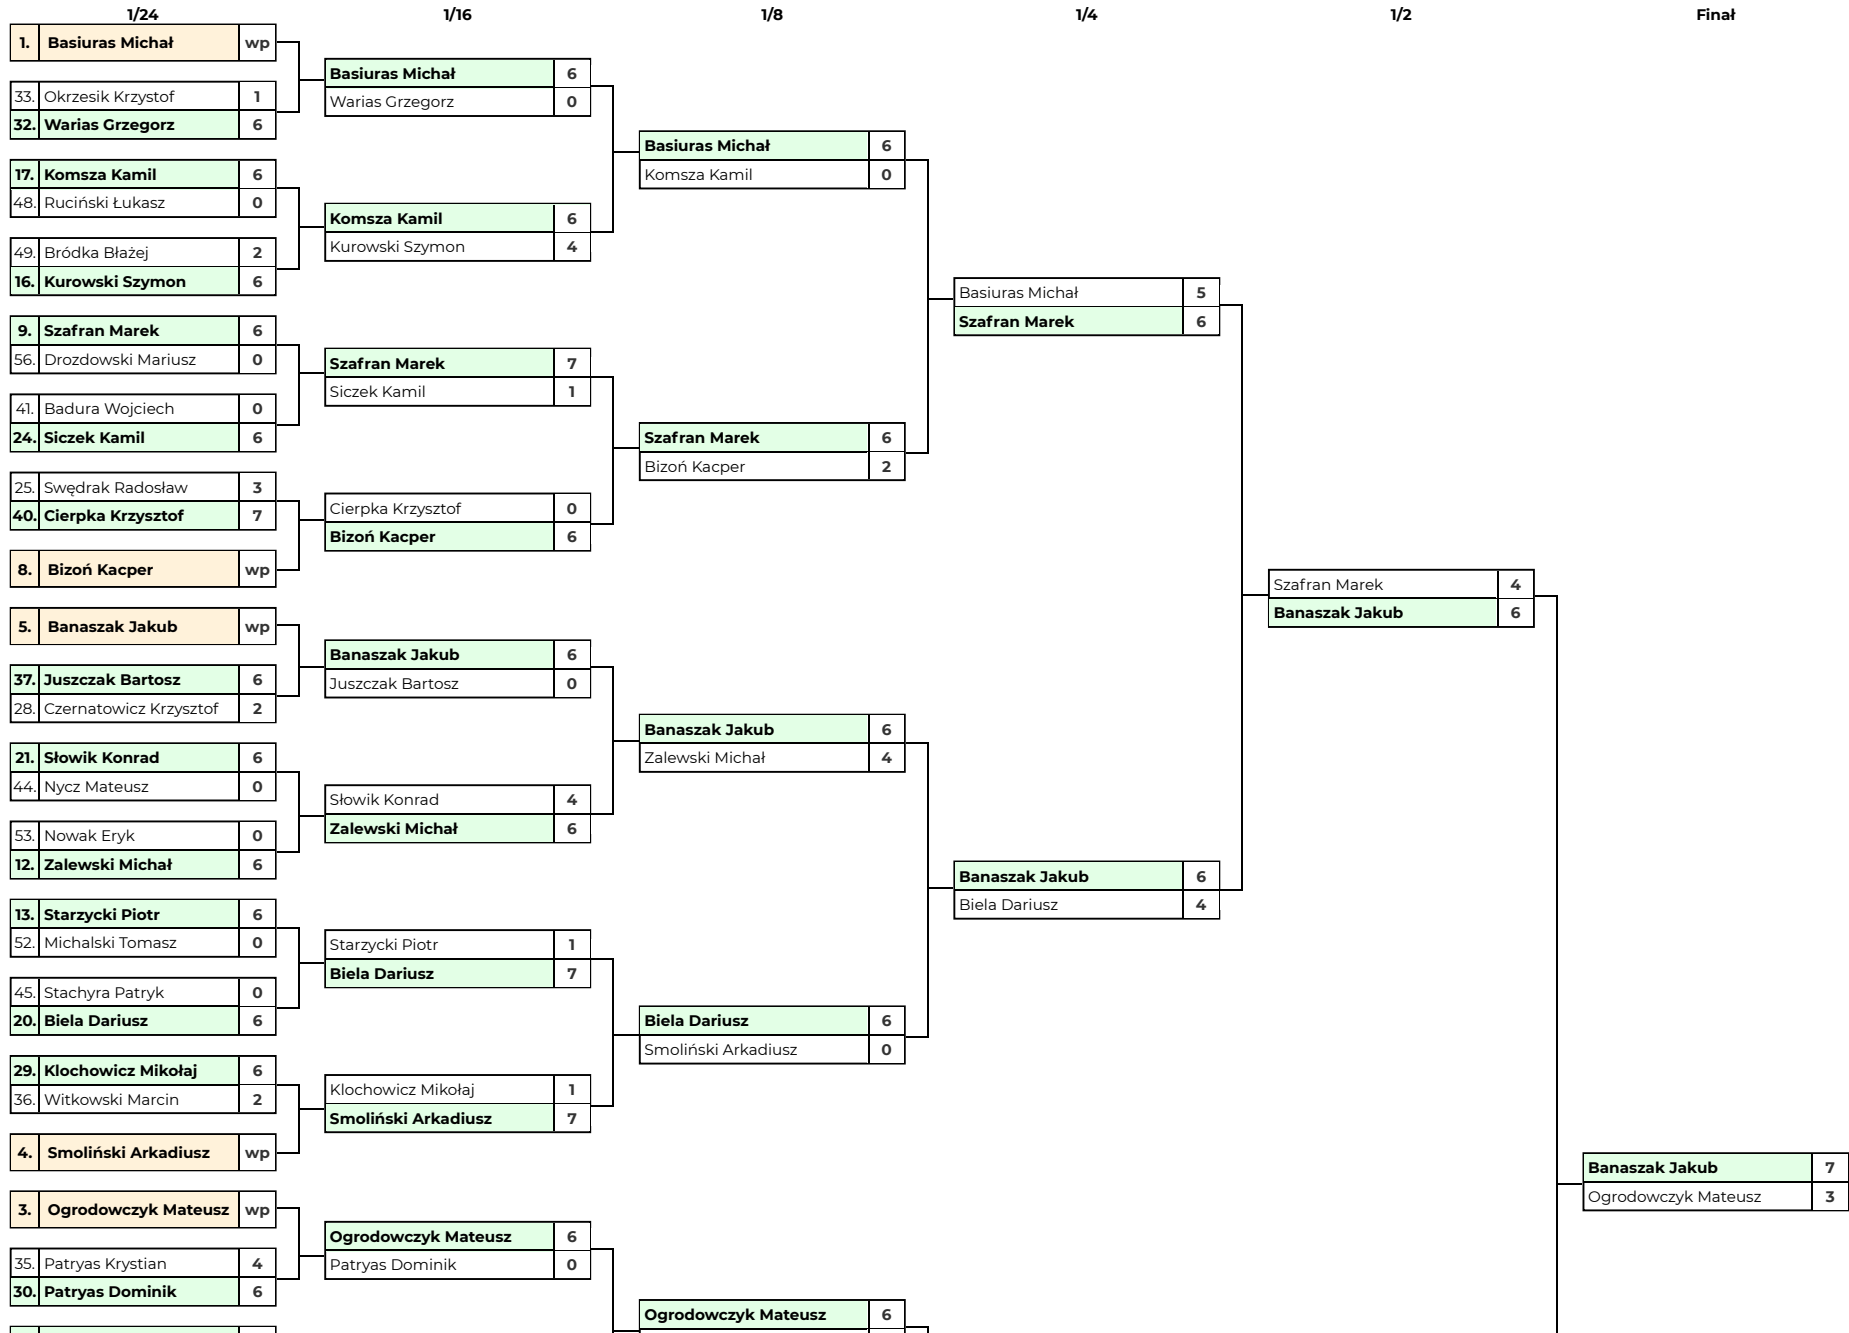 1/24 1/16 1/8 1/4 1/2 Finał
1. Basiuras Michał wp
33. Okrzesik Krzystof 1
32. Warias Grzegorz 6
17. Komsza Kamil 6
48. Ruciński Łukasz 0
49. Bródka Błażej 2
16. Kurowski Szymon 6
9. Szafran Marek 6
56. Drozdowski Mariusz 0
41. Badura Wojciech 0
24. Siczek Kamil 6
25. Swędrak Radosław 3
40. Cierpka Krzysztof 7
8. Bizoń Kacper wp
5. Banaszak Jakub wp
37. Juszczak Bartosz 6
28. Czernatowicz Krzysztof 2
21. Słowik Konrad 6
44. Nycz Mateusz 0
53. Nowak Eryk 0
12. Zalewski Michał 6
13. Starzycki Piotr 6
52. Michalski Tomasz 0
45. Stachyra Patryk 0
20. Biela Dariusz 6
29. Klochowicz Mikołaj 6
36. Witkowski Marcin 2
4. Smoliński Arkadiusz wp
3. Ogrodowczyk Mateusz wp
35. Patryas Krystian 4
30. Patryas Dominik 6
Basiuras Michał 6
Warias Grzegorz 0
Komsza Kamil 6
Kurowski Szymon 4
Szafran Marek 7
Siczek Kamil 1
Cierpka Krzysztof 0
Bizoń Kacper 6
Banaszak Jakub 6
Juszczak Bartosz 0
Słowik Konrad 4
Zalewski Michał 6
Starzycki Piotr 1
Biela Dariusz 7
Klochowicz Mikołaj 1
Smoliński Arkadiusz 7
Ogrodowczyk Mateusz 6
Patryas Dominik 0
Basiuras Michał 6
Komsza Kamil 0
Szafran Marek 6
Bizoń Kacper 2
Banaszak Jakub 6
Zalewski Michał 4
Biela Dariusz 6
Smoliński Arkadiusz 0
Ogrodowczyk Mateusz 6
Basiuras Michał 5
Szafran Marek 6
Banaszak Jakub 6
Biela Dariusz 4
Szafran Marek 4
Banaszak Jakub 6
Banaszak Jakub 7
Ogrodowczyk Mateusz 3